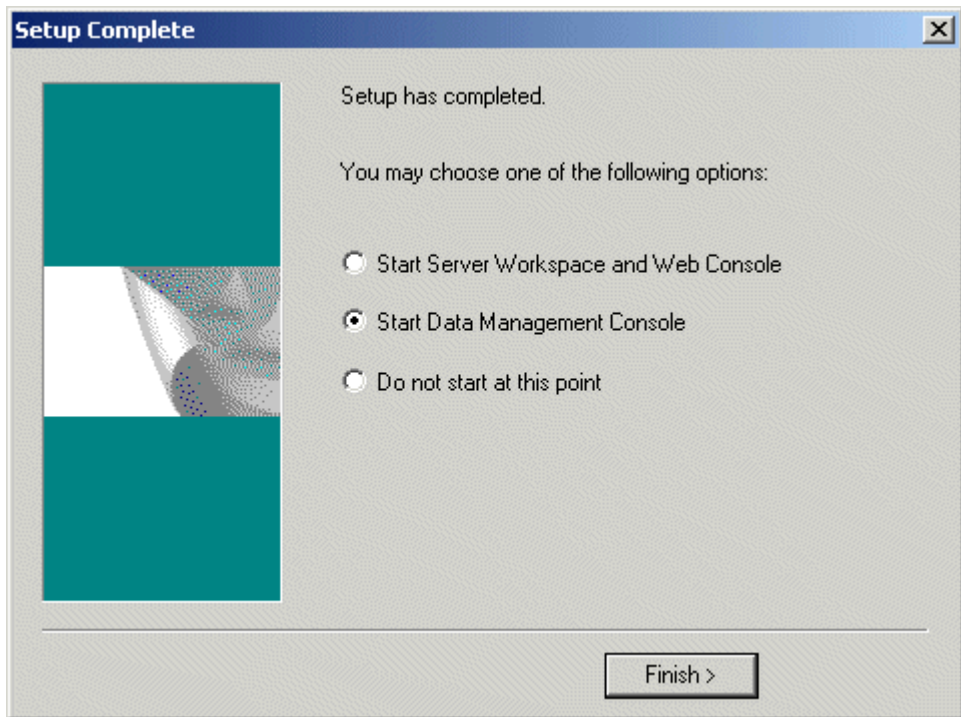 Setup Complete
Setup has completed.
You may choose one of the following options:
Start Server Workspace and Web Console
Start Data Management Console
Do not start at this point
Finish >